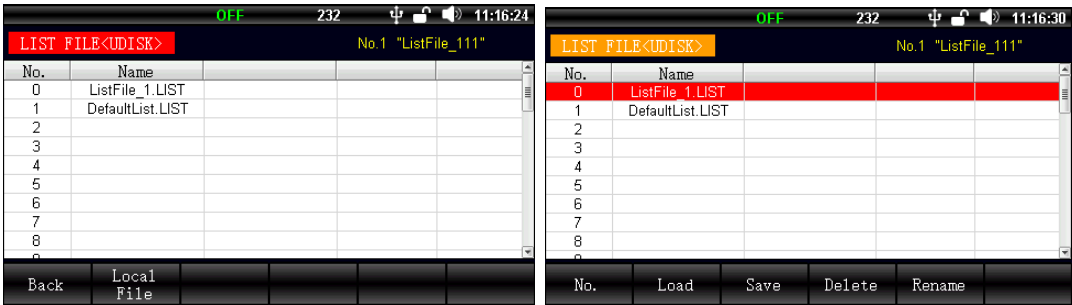 OFF 232 11:16:24
LIST FILE<UDISK> No.1 "ListFile_111"
No. Name
0 ListFile_1.LIST
1 DefaultList.LIST
2
3
4
5
6
7
8
Back Local File
OFF 232 11:16:30
LIST FILE<UDISK> No.1 "ListFile_111"
No. Name
0 ListFile_1.LIST
1 DefaultList.LIST
2
3
4
5
6
7
8
No. Load Save Delete Rename